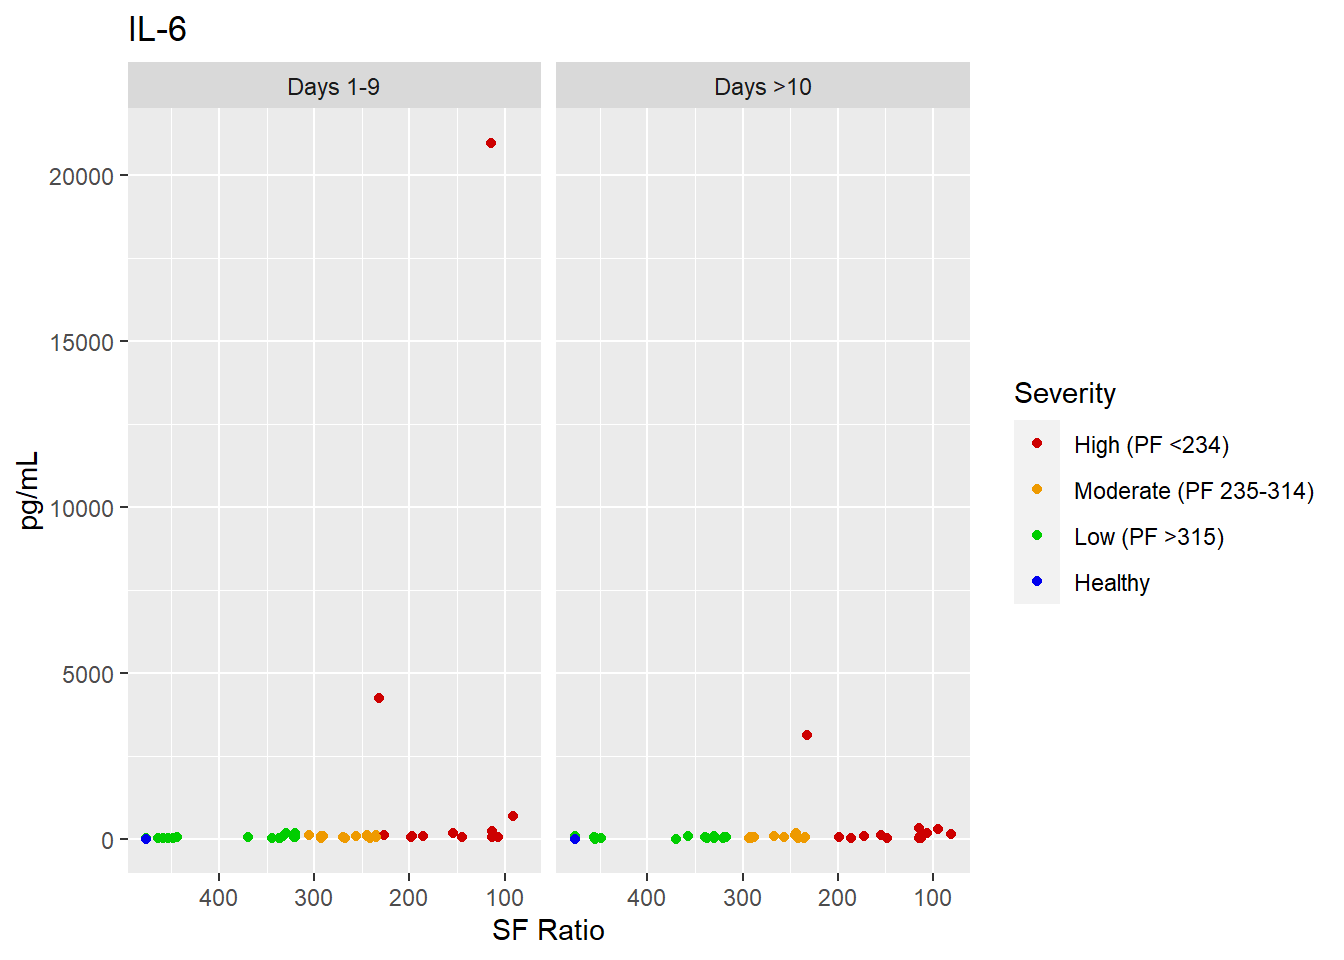 IL-6
Days 1-9
Days >10
20000
15000
10000
5000
0
pg/mL
400
300
200
100
400
300
200
100
SF Ratio
Severity
High (PF <234)
Moderate (PF 235-314)
Low (PF >315)
Healthy